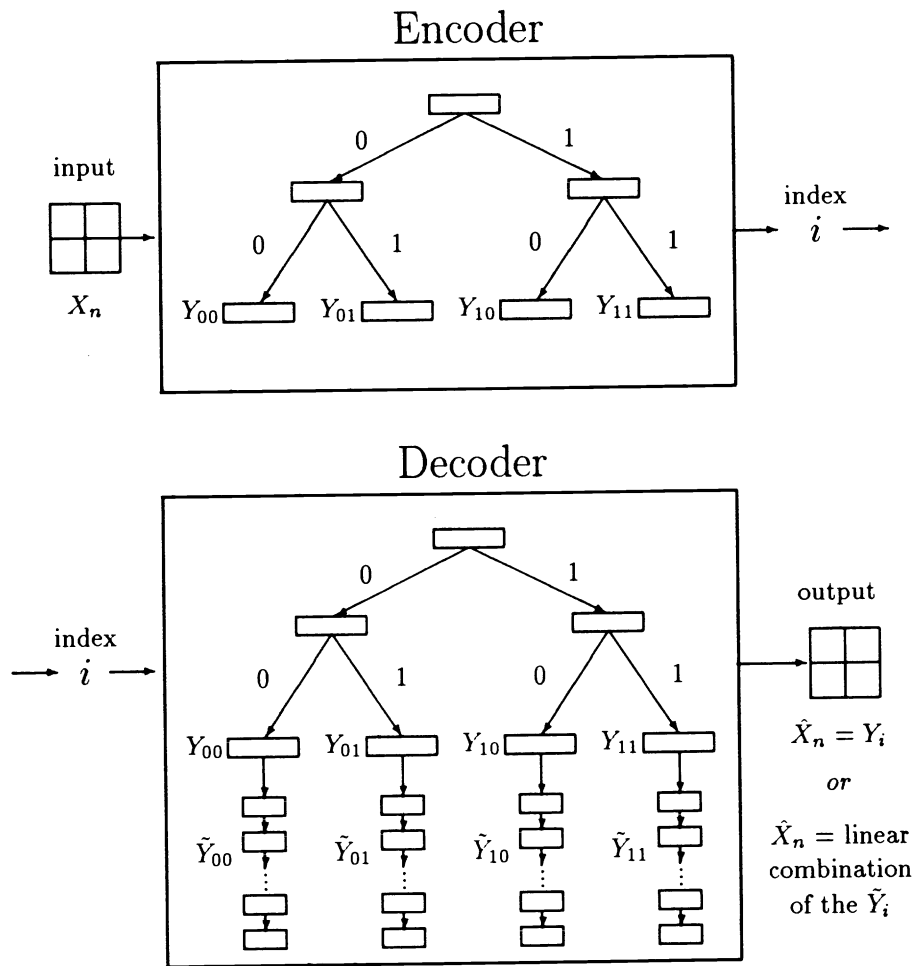 Encoder
0 1
input
index
0 1 0 1
i
X_n
Y_00 Y_01 Y_10 Y_11
Decoder
0 1
output
index
i
0 1 0 1
Y_00 Y_01 Y_10 Y_11
X̂_n = Y_i
or
Ỹ_00 Ỹ_01 Ỹ_10 Ỹ_11
X̂_n = linear
combination
of the Ỹ_i